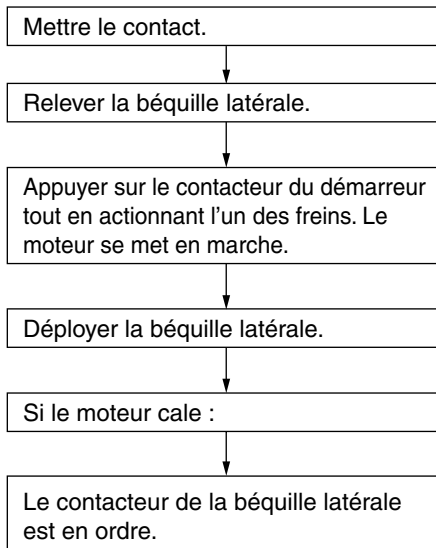 Mettre le contact.
Relever la béquille latérale.
Appuyer sur le contacteur du démarreur
tout en actionnant l'un des freins. Le
moteur se met en marche.
Déployer la béquille latérale.
Si le moteur cale :
Le contacteur de la béquille latérale
est en ordre.